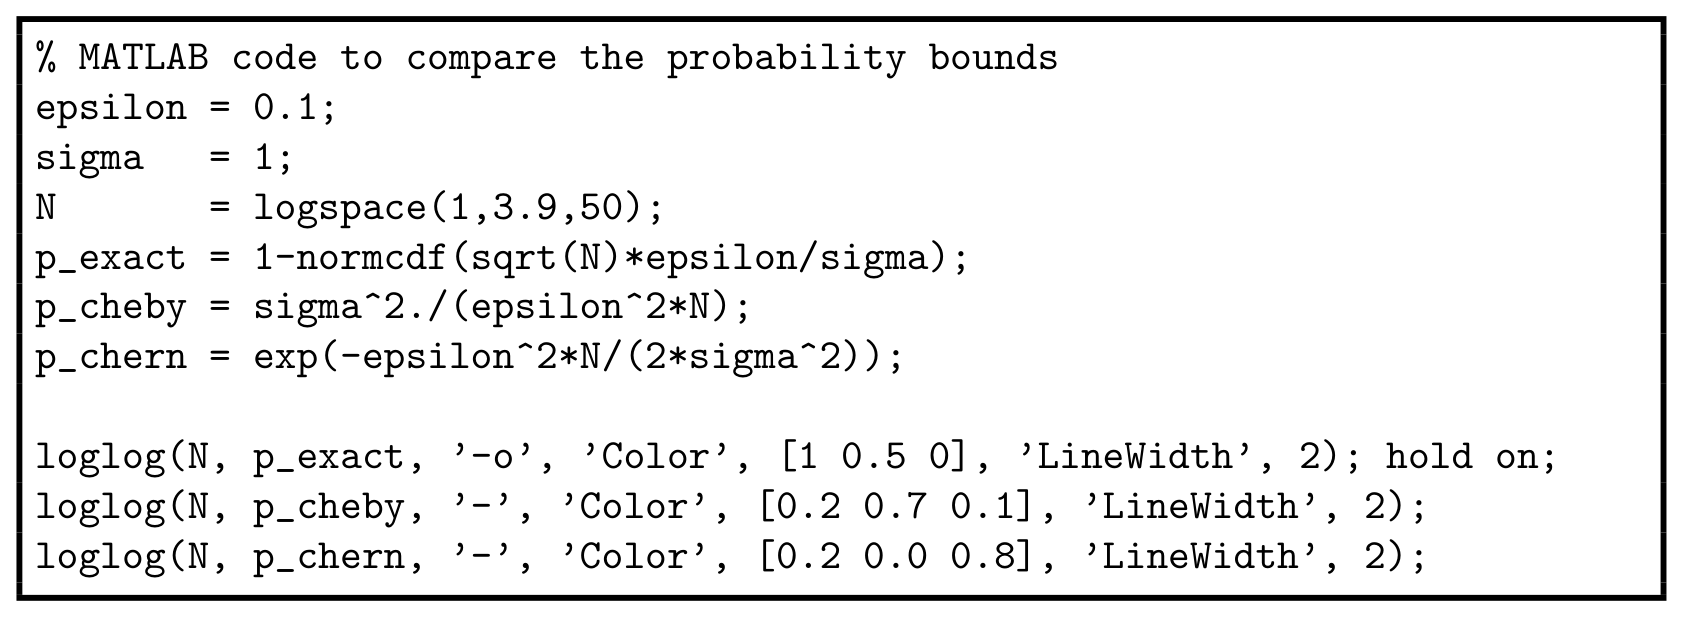 % MATLAB code to compare the probability bounds
epsilon = 0.1;
sigma   = 1;
N       = logspace(1,3.9,50);
p_exact = 1-normcdf(sqrt(N)*epsilon/sigma);
p_cheby = sigma^2./(epsilon^2*N);
p_chern = exp(-epsilon^2*N/(2*sigma^2));

loglog(N, p_exact, ’-o’, ’Color’, [1 0.5 0], ’LineWidth’, 2); hold on;
loglog(N, p_cheby, ’-’, ’Color’, [0.2 0.7 0.1], ’LineWidth’, 2);
loglog(N, p_chern, ’-’, ’Color’, [0.2 0.0 0.8], ’LineWidth’, 2);